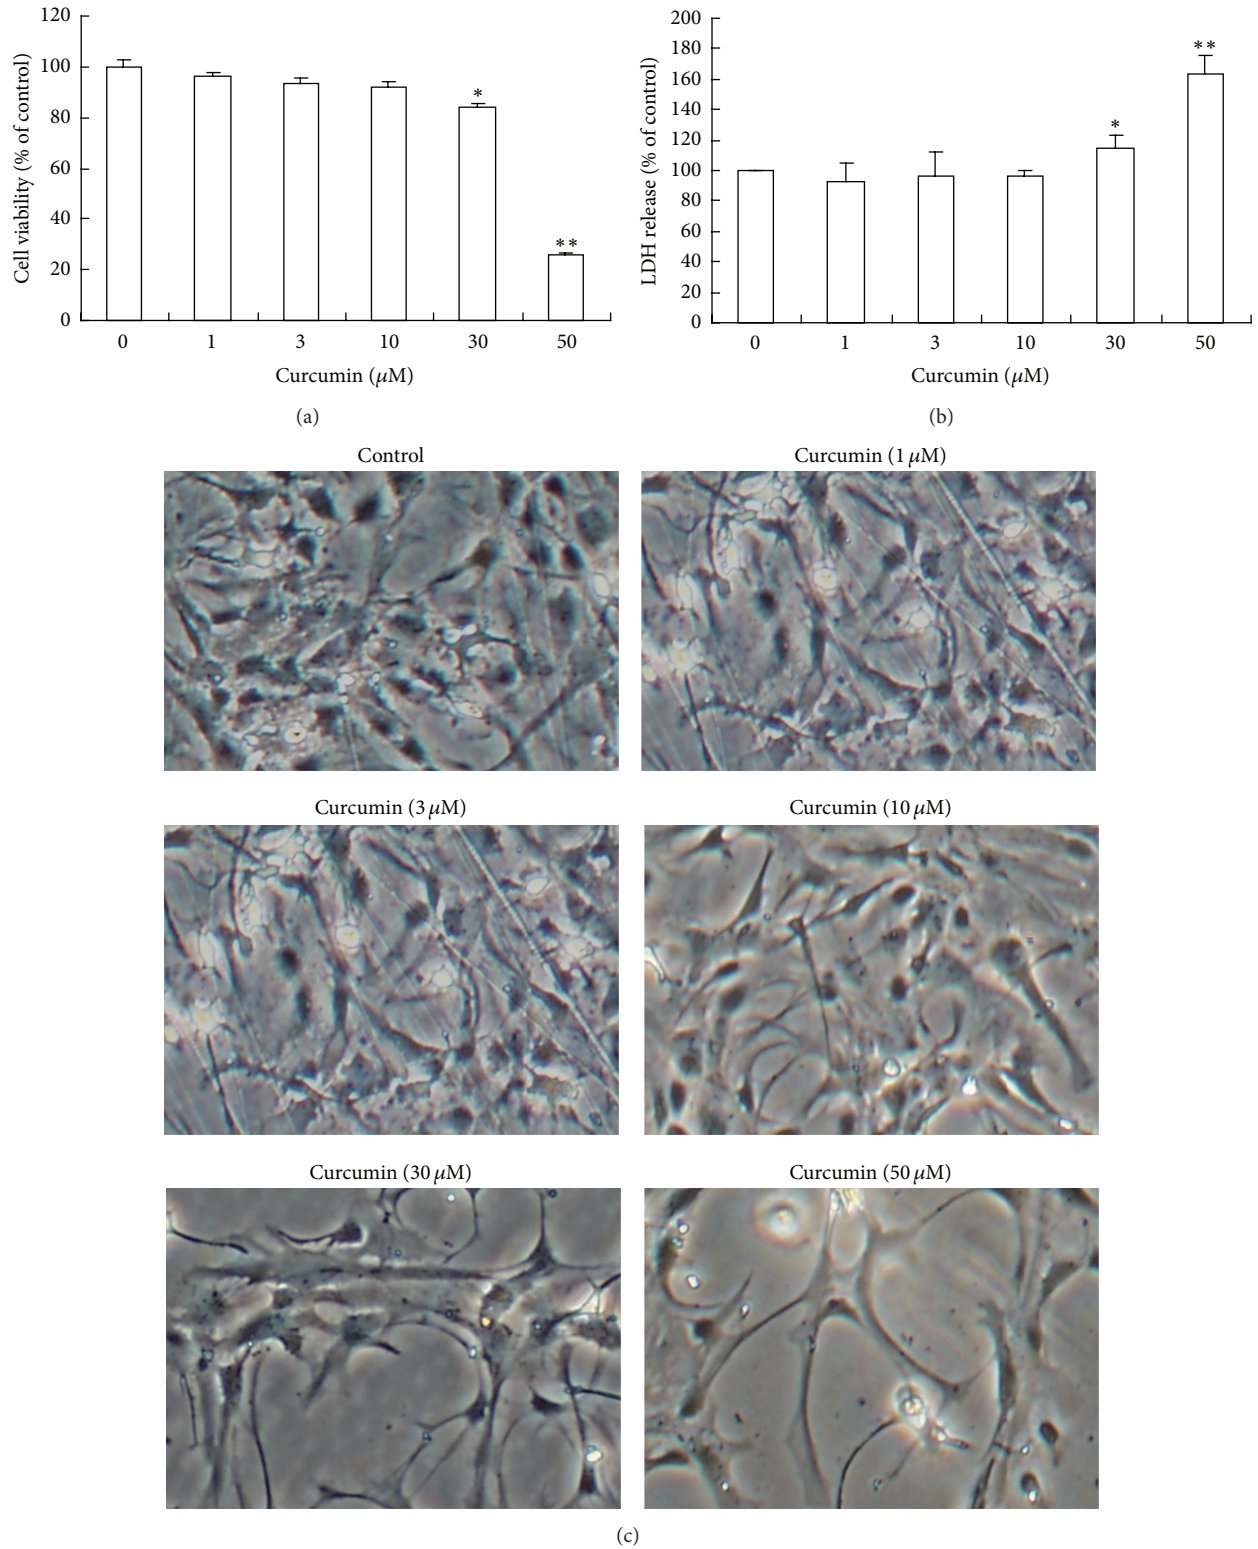 120
100
80
60
40
20
0
Cell viability (% of control)
*
**
0 1 3 10 30 50
Curcumin (μM)
(a)
200
180
160
140
120
100
80
60
40
20
0
LDH release (% of control)
*
**
0 1 3 10 30 50
Curcumin (μM)
(b)
Control
Curcumin (1 μM)
Curcumin (3 μM)
Curcumin (10 μM)
Curcumin (30 μM)
Curcumin (50 μM)
(c)